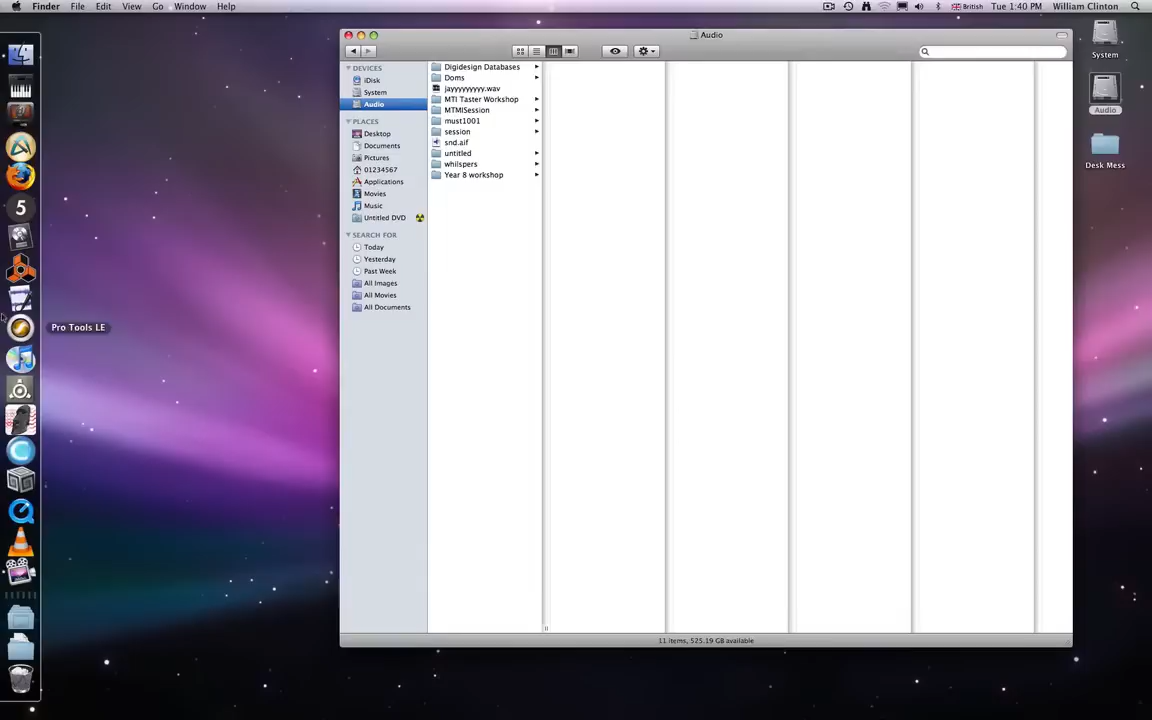 Finder File Edit View Go Window Help British Tue 1:40 PM William Clinton
Audio
System
Audio
Desk Mess
DEVICES
iDisk
System
Audio
PLACES
Desktop
Documents
Pictures
01234567
Applications
Movies
Music
Untitled DVD
SEARCH FOR
Today
Yesterday
Past Week
All Images
All Movies
All Documents
Digidesign Databases
Doms
jayyyyyyyyy.wav
MTI Taster Workshop
MTMISession
must1001
session
snd.aif
untitled
whilspers
Year 8 workshop
5
Pro Tools LE
11 items, 525.19 GB available